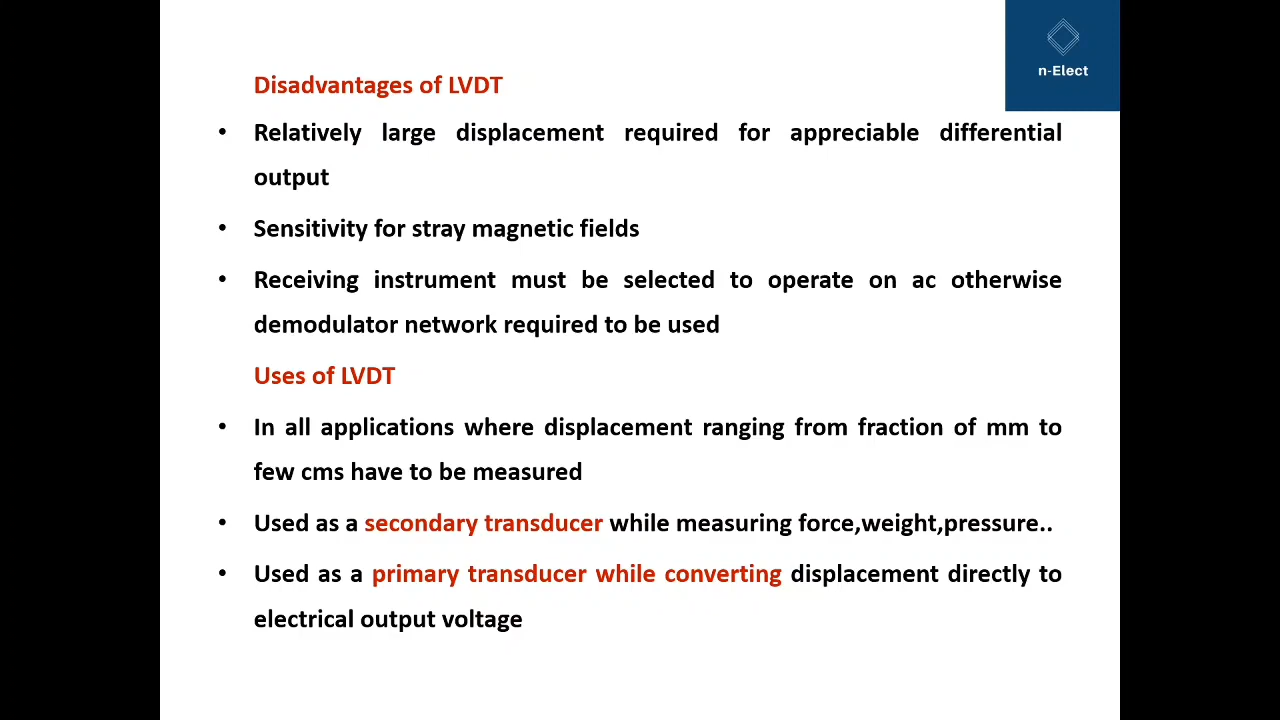 n-Elect
Disadvantages of LVDT
• Relatively large displacement required for appreciable differential
output
• Sensitivity for stray magnetic fields
• Receiving instrument must be selected to operate on ac otherwise
demodulator network required to be used
Uses of LVDT
• In all applications where displacement ranging from fraction of mm to
few cms have to be measured
• Used as a secondary transducer while measuring force,weight,pressure..
• Used as a primary transducer while converting displacement directly to
electrical output voltage